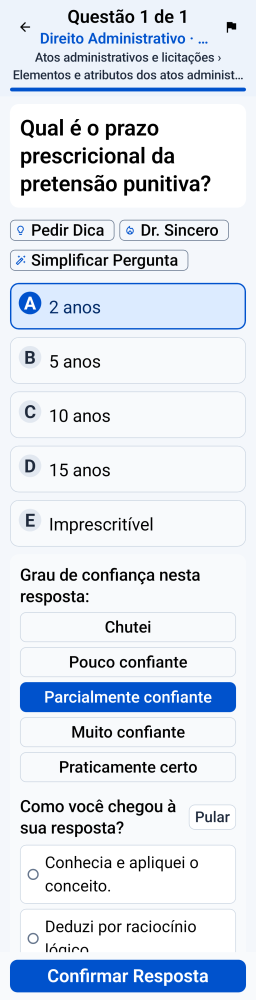 Questão 1 de 1
Direito Administrativo · ...
Atos administrativos e licitações ›
Elementos e atributos dos atos administ...
Qual é o prazo
prescricional da
pretensão punitiva?
Pedir Dica
Dr. Sincero
Simplificar Pergunta
A 2 anos
B 5 anos
C 10 anos
D 15 anos
E Imprescritível
Grau de confiança nesta
resposta:
Chutei
Pouco confiante
Parcialmente confiante
Muito confiante
Praticamente certo
Como você chegou à
sua resposta?
Pular
Conhecia e apliquei o
conceito.
Deduzi por raciocínio
lógico.
Confirmar Resposta